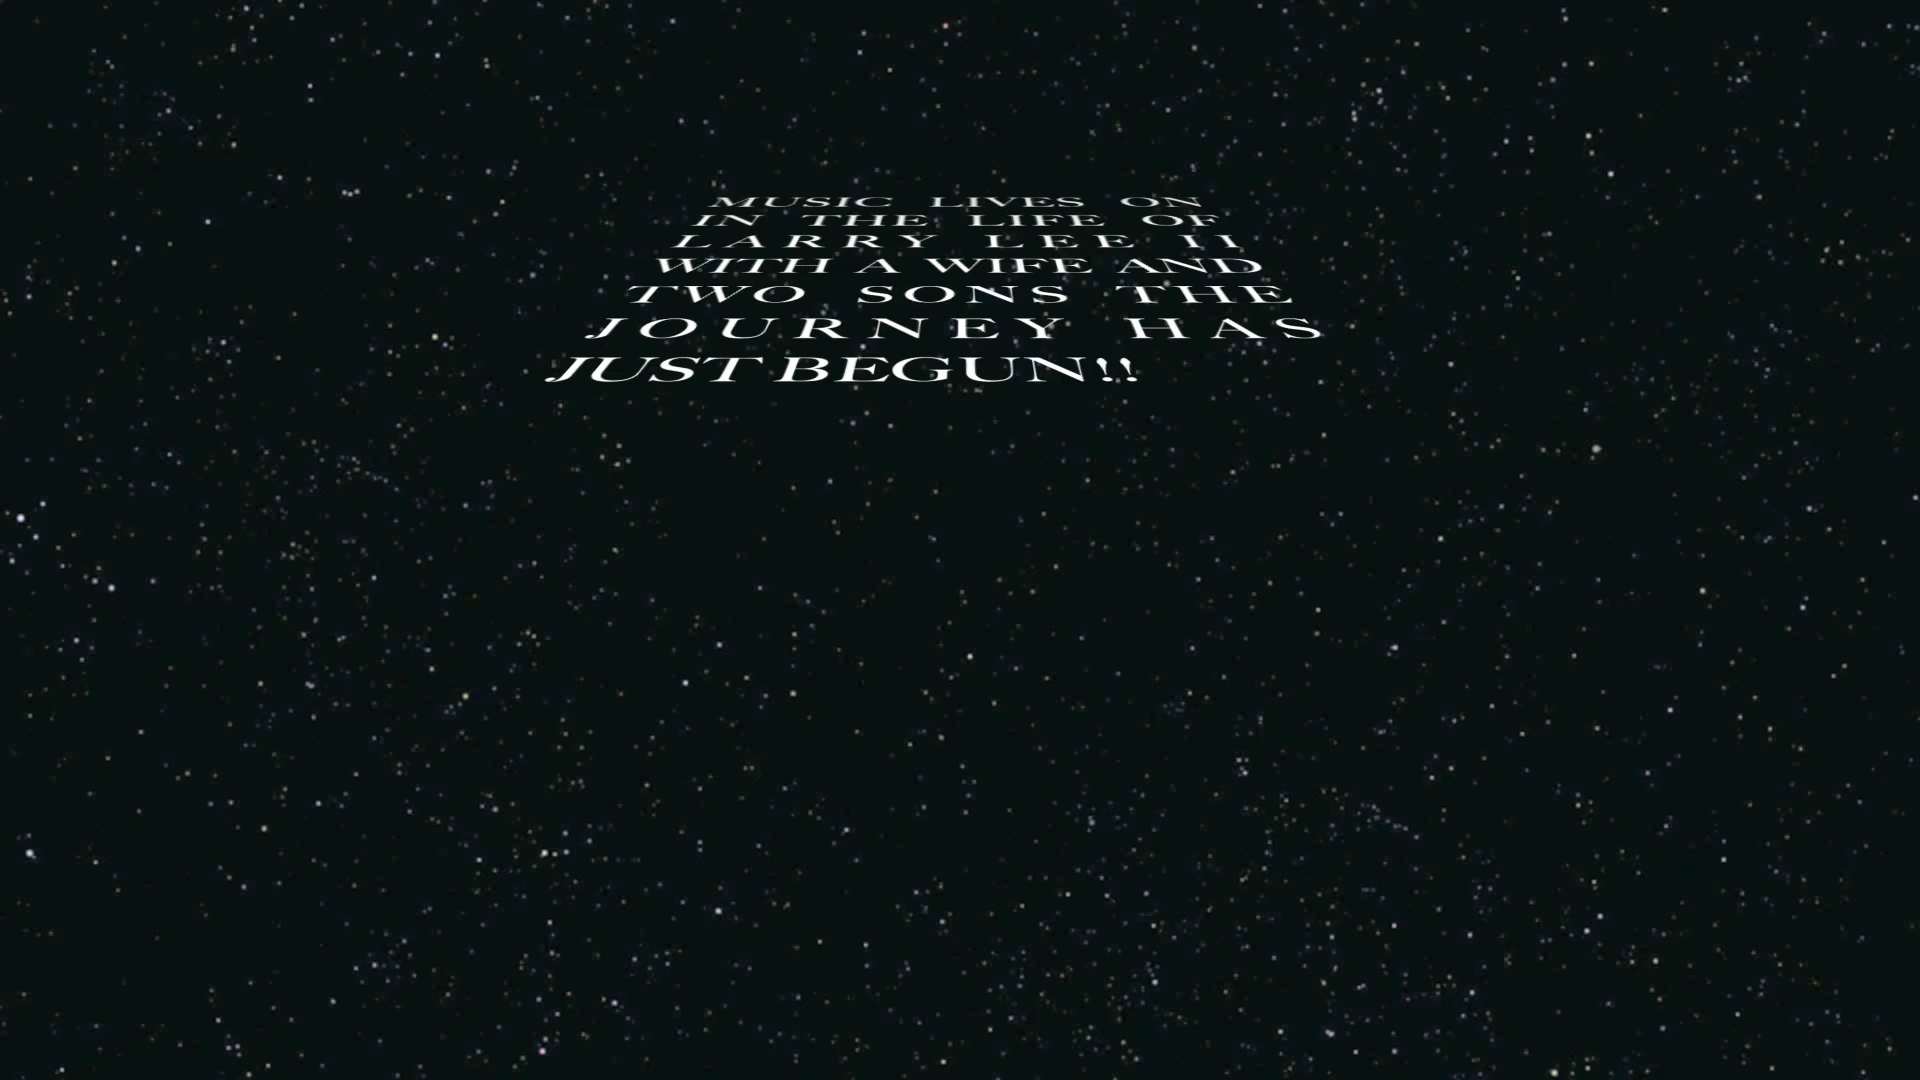 MUSIC LIVES ON
IN THE LIFE OF
LARRY LEE II
WITH A WIFE AND
TWO SONS THE
JOURNEY HAS
JUST BEGUN!!